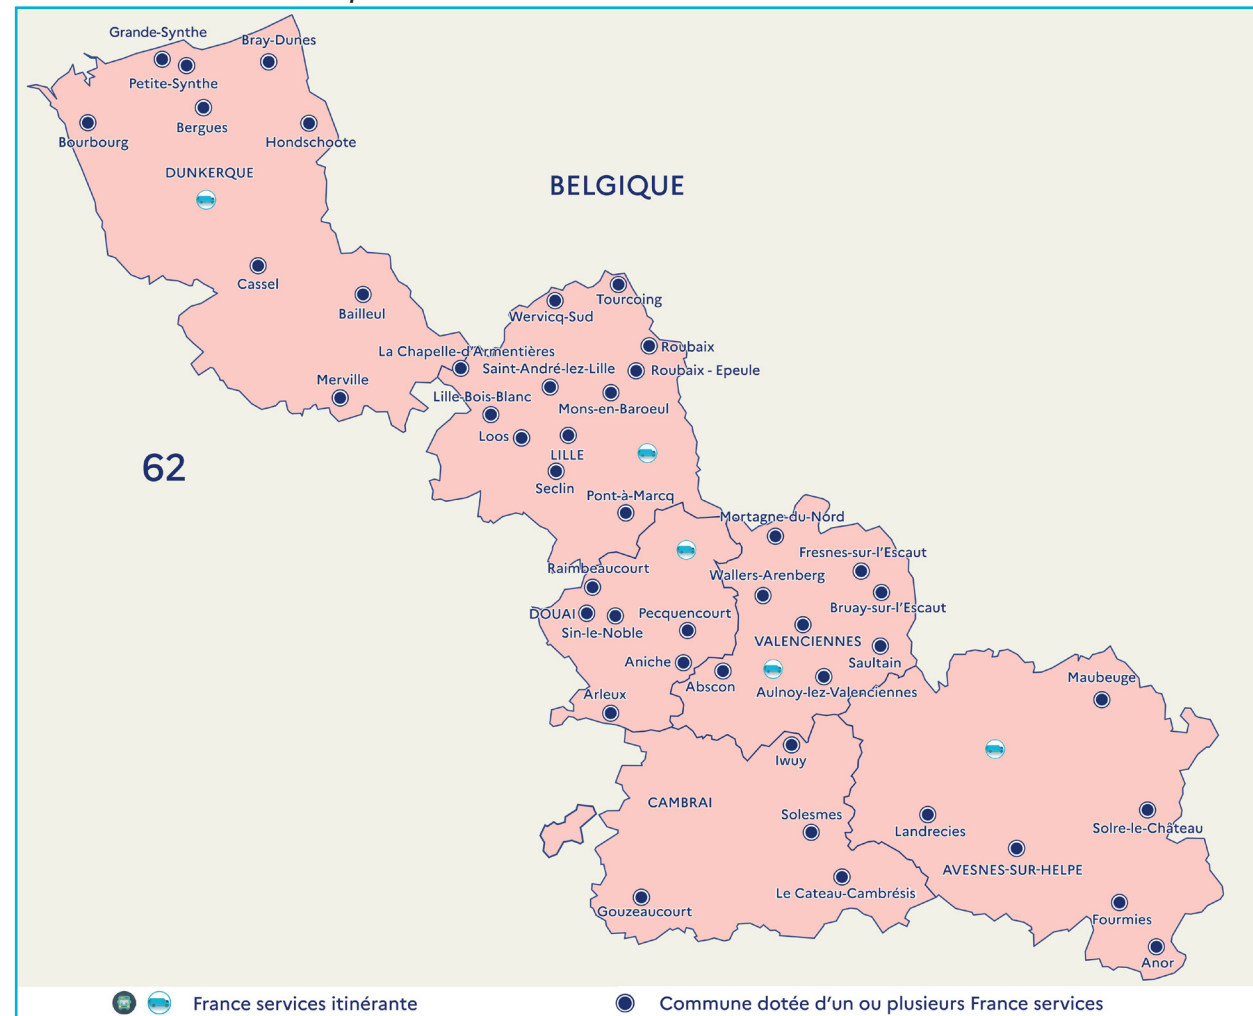 Grande-Synthe
Bray-Dunes
Petite-Synthe
Bergues
Bourbourg
Hondschoote
DUNKERQUE
BELGIQUE
Cassel
Bailleul
Tourcoing
Wervicq-Sud
Roubaix
La Chapelle-d'Armentières
Saint-André-lez-Lille
Roubaix - Epeule
Merville
Lille-Bois-Blanc
Mons-en-Baroeul
Loos
LILLE
62
Seclin
Pont-à-Marcq
Mortagne-du-Nord
Fresnes-sur-l'Escaut
Raimbeaucourt
Wallers-Arenberg
Bruay-sur-l'Escaut
DOUAI
Pecquencourt
Sin-le-Noble
VALENCIENNES
Aniche
Saultain
Abscon
Aulnoy-lez-Valenciennes
Maubeuge
Arleux
Iwuy
CAMBRAI
Solesmes
Landrecies
Solre-le-Château
AVESNES-SUR-HELPE
Le Cateau-Cambrésis
Gouzeaucourt
Fourmies
Anor
France services itinérante
Commune dotée d'un ou plusieurs France services